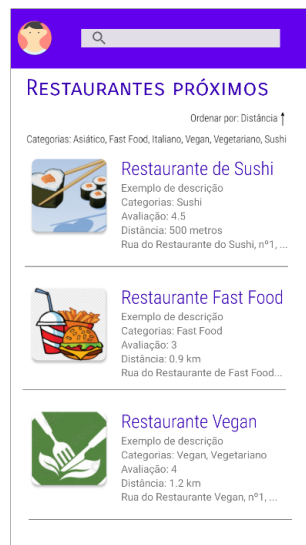 Restaurantes próximos
Ordenar por: Distância
Categorias: Asiático, Fast Food, Italiano, Vegan, Vegetariano, Sushi
Restaurante de Sushi
Exemplo de descrição
Categorias: Sushi
Avaliação: 4.5
Distância: 500 metros
Rua do Restaurante do Sushi, nº1, ...
Restaurante Fast Food
Exemplo de descrição
Categorias: Fast Food
Avaliação: 3
Distância: 0.9 km
Rua do Restaurante de Fast Food...
Restaurante Vegan
Exemplo de descrição
Categorias: Vegan, Vegetariano
Avaliação: 4
Distância: 1.2 km
Rua do Restaurante Vegan, nº1, ...